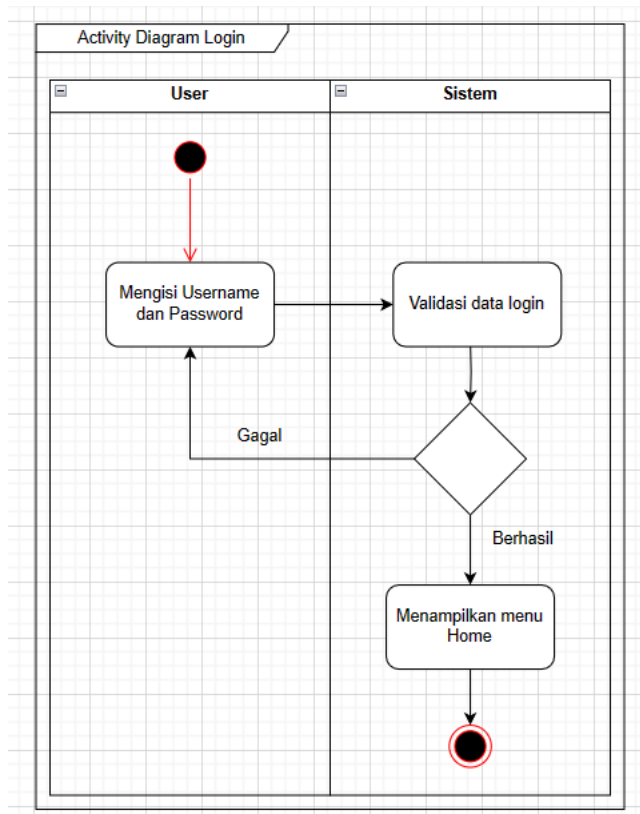 Activity Diagram Login
User
Sistem
Mengisi Username
dan Password
Validasi data login
Gagal
Berhasil
Menampilkan menu
Home